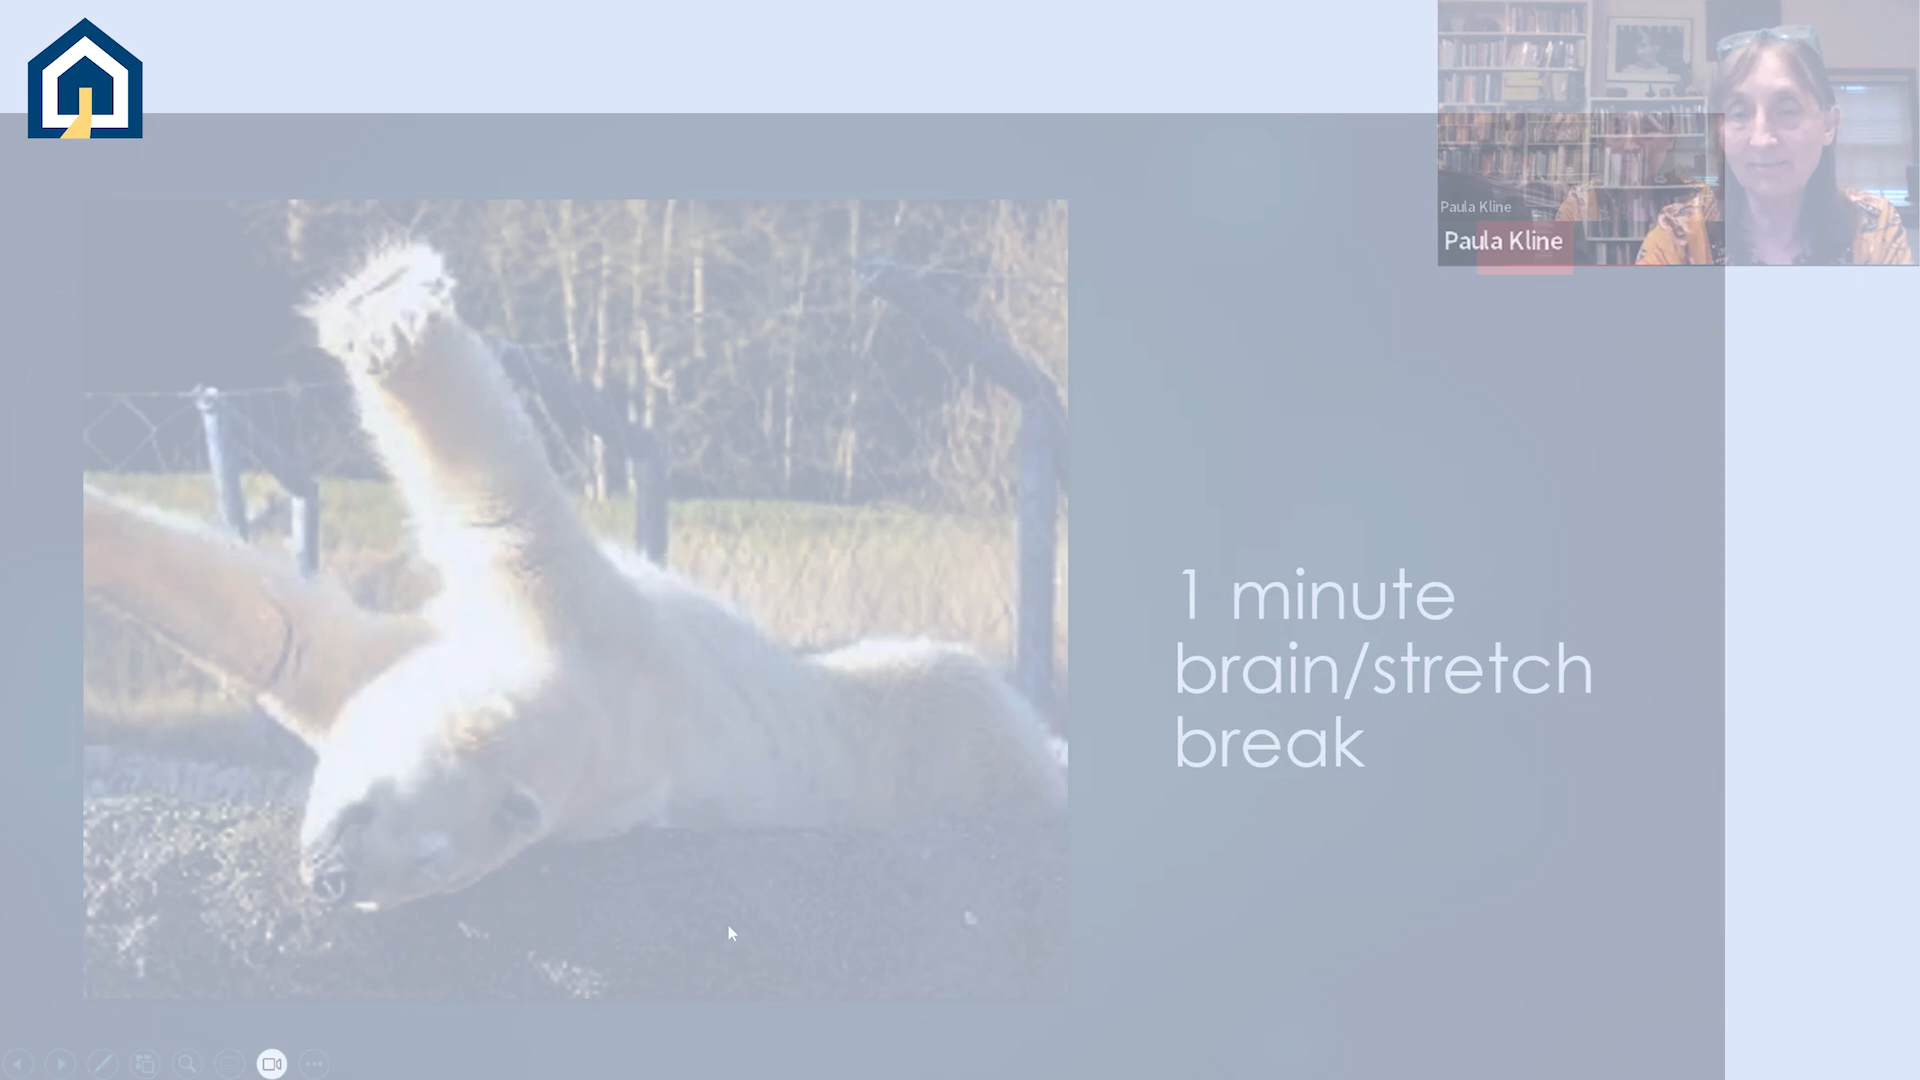 Paula Kline
Paula Kline
1 minute
brain/stretch
break